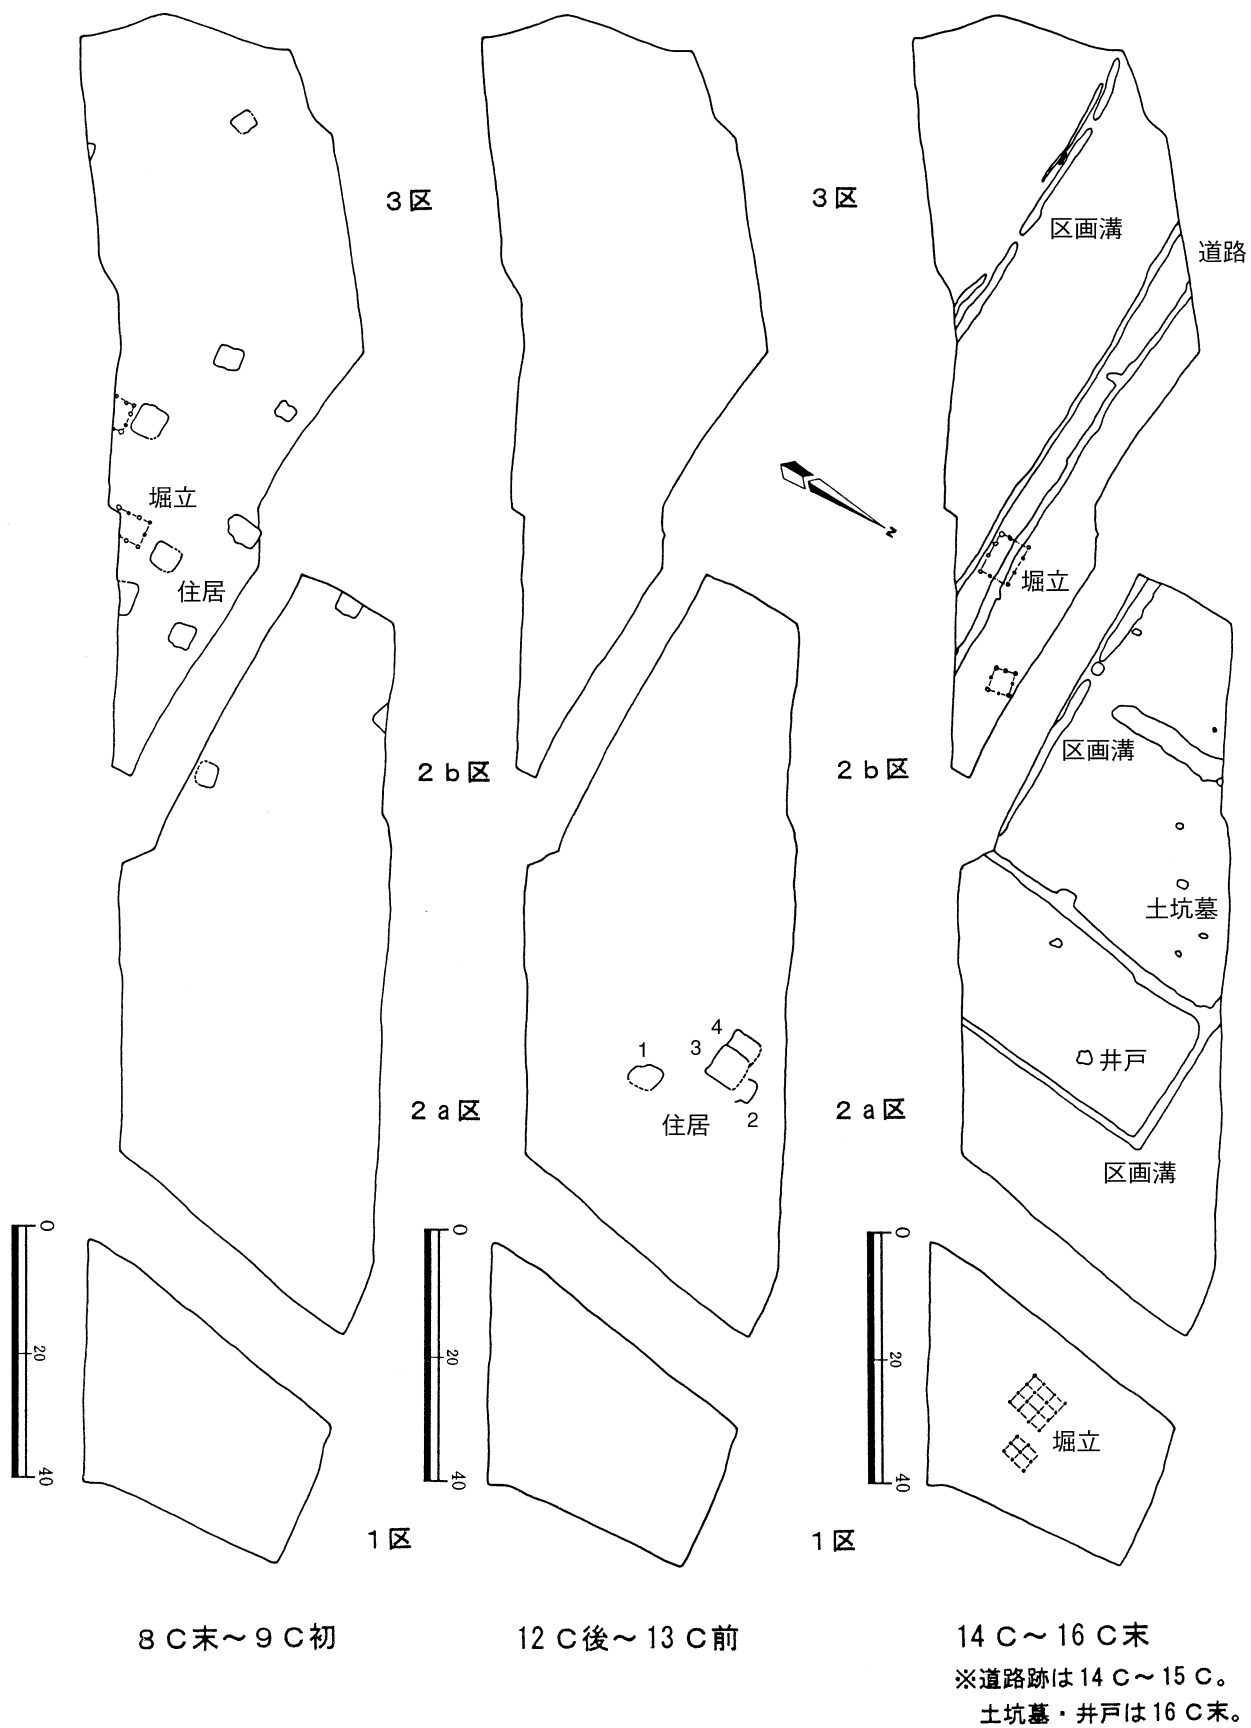 3区
3区
区画溝
道路
堀立
住居
N
堀立
2b区
2b区
区画溝
土坑墓
1
4
3
2
住居
2a区
2a区
井戸
区画溝
0
20
40
0
20
40
0
20
40
堀立
1区
1区
8C末～9C初
12C後～13C前
14C～16C末
※道路跡は14C～15C。
土坑墓・井戸は16C末。